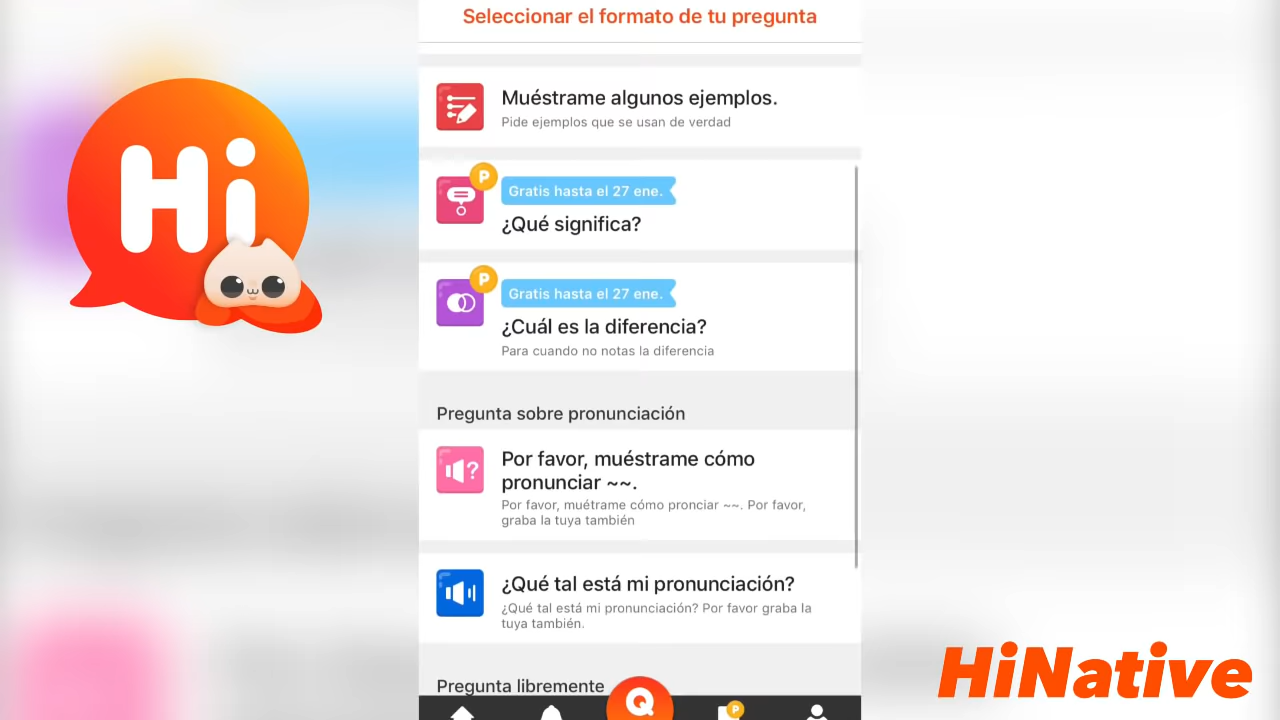 Seleccionar el formato de tu pregunta
Hi
Muéstrame algunos ejemplos.
Pide ejemplos que se usan de verdad
P
Gratis hasta el 27 ene.
¿Qué significa?
P
Gratis hasta el 27 ene.
¿Cuál es la diferencia?
Para cuando no notas la diferencia
Pregunta sobre pronunciación
?
Por favor, muéstrame cómo
pronunciar ~~.
Por favor, muétrame cómo pronciar ~~. Por favor,
graba la tuya también
¿Qué tal está mi pronunciación?
¿Qué tal está mi pronunciación? Por favor graba la
tuya también.
Pregunta libremente
Q
P
HiNative